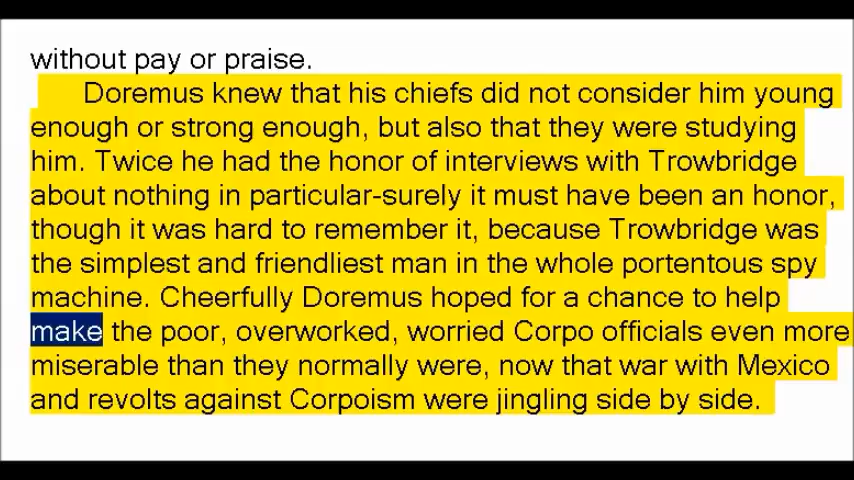 without pay or praise.
Doremus knew that his chiefs did not consider him young
enough or strong enough, but also that they were studying
him. Twice he had the honor of interviews with Trowbridge
about nothing in particular-surely it must have been an honor,
though it was hard to remember it, because Trowbridge was
the simplest and friendliest man in the whole portentous spy
machine. Cheerfully Doremus hoped for a chance to help
make the poor, overworked, worried Corpo officials even more
miserable than they normally were, now that war with Mexico
and revolts against Corpoism were jingling side by side.